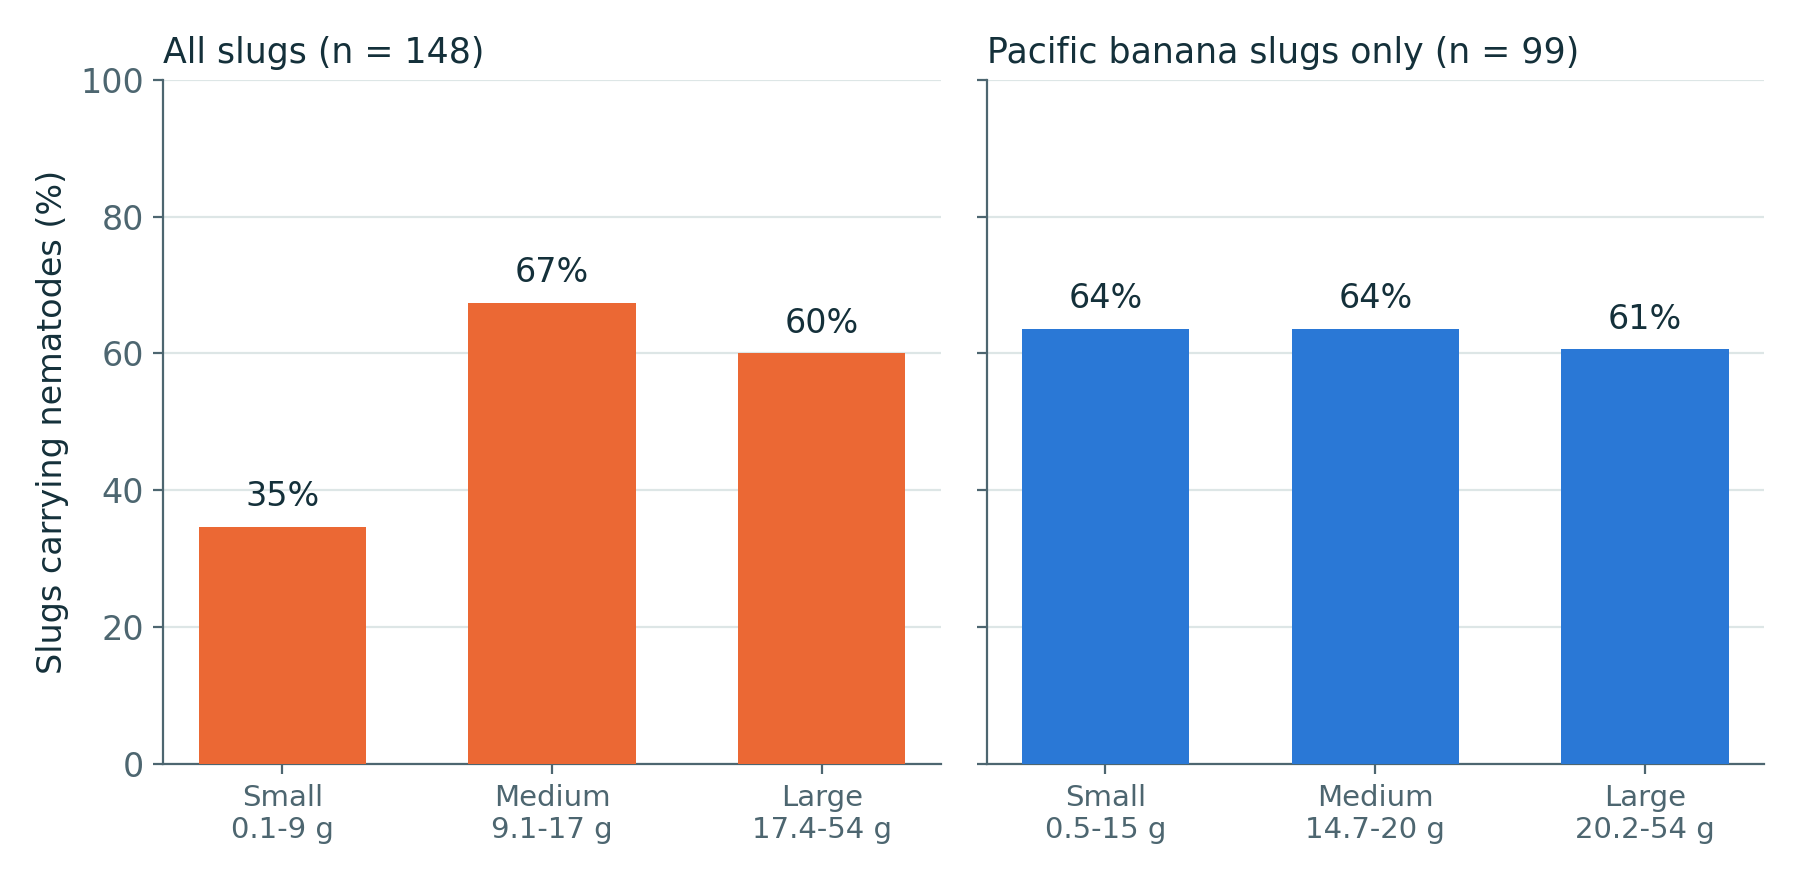 All slugs (n = 148)
Pacific banana slugs only (n = 99)
Slugs carrying nematodes (%)
100
80
60
40
20
0
35%
67%
60%
64%
64%
61%
Small
0.1-9 g
Medium
9.1-17 g
Large
17.4-54 g
Small
0.5-15 g
Medium
14.7-20 g
Large
20.2-54 g